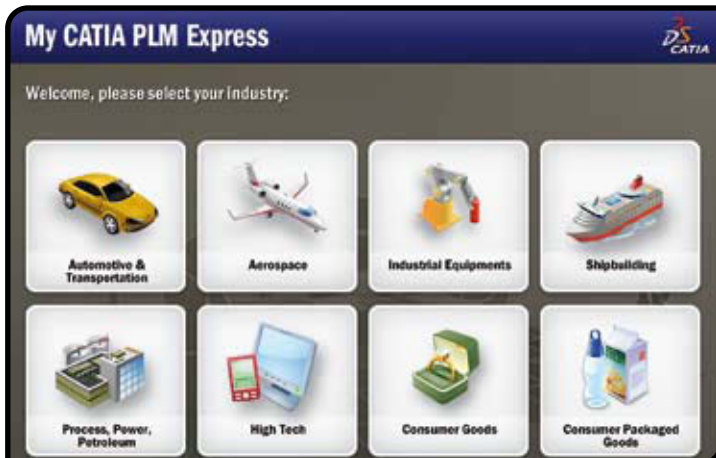 My CATIA PLM Express
DS
CATIA
Welcome, please select your industry:
Automotive &
Transportation
Aerospace
Industrial Equipments
Shipbuilding
Process, Power,
Petroleum
High Tech
Consumer Goods
Consumer Packaged
Goods